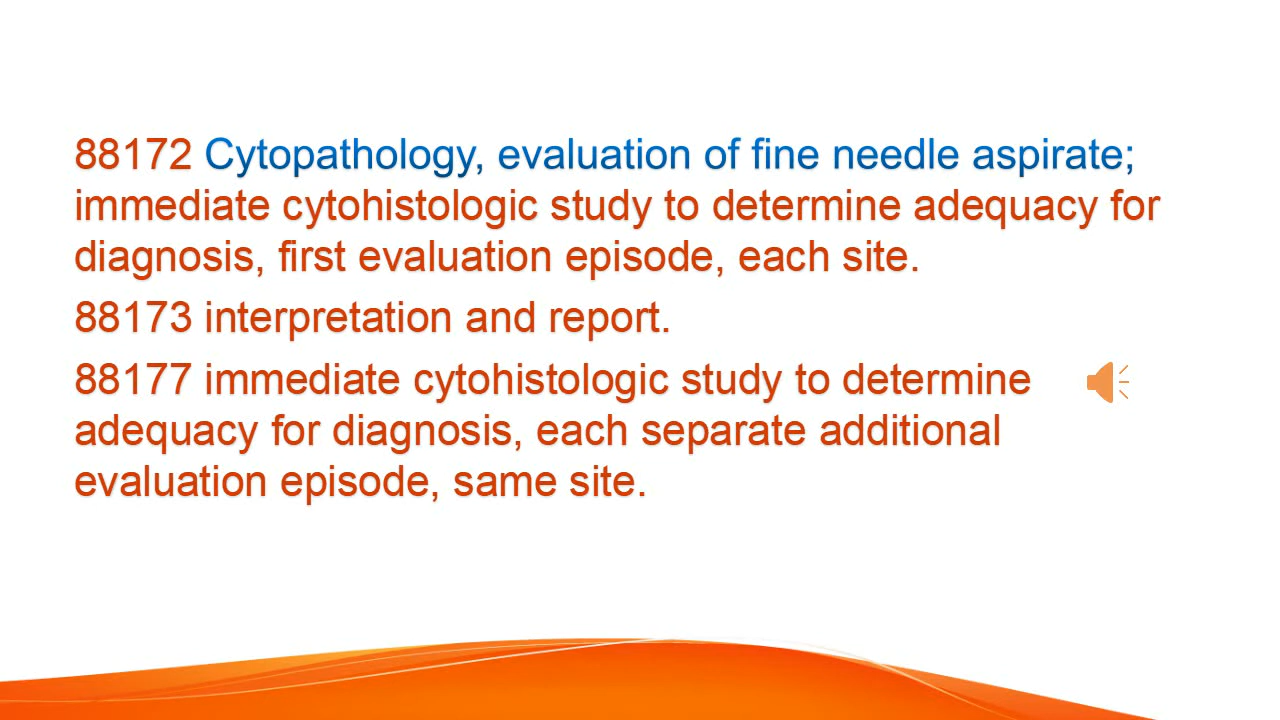 88172 Cytopathology, evaluation of fine needle aspirate;
immediate cytohistologic study to determine adequacy for
diagnosis, first evaluation episode, each site.
88173 interpretation and report.
88177 immediate cytohistologic study to determine
adequacy for diagnosis, each separate additional
evaluation episode, same site.